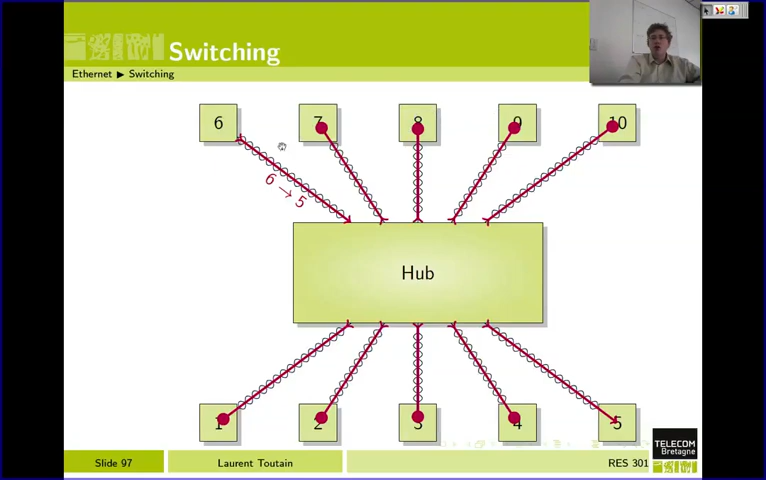 Switching
Ethernet ▶ Switching
6
7
8
9
10
6 → 5
Hub
1
2
3
4
5
Slide 97
Laurent Toutain
RES 301
TELECOM
Bretagne